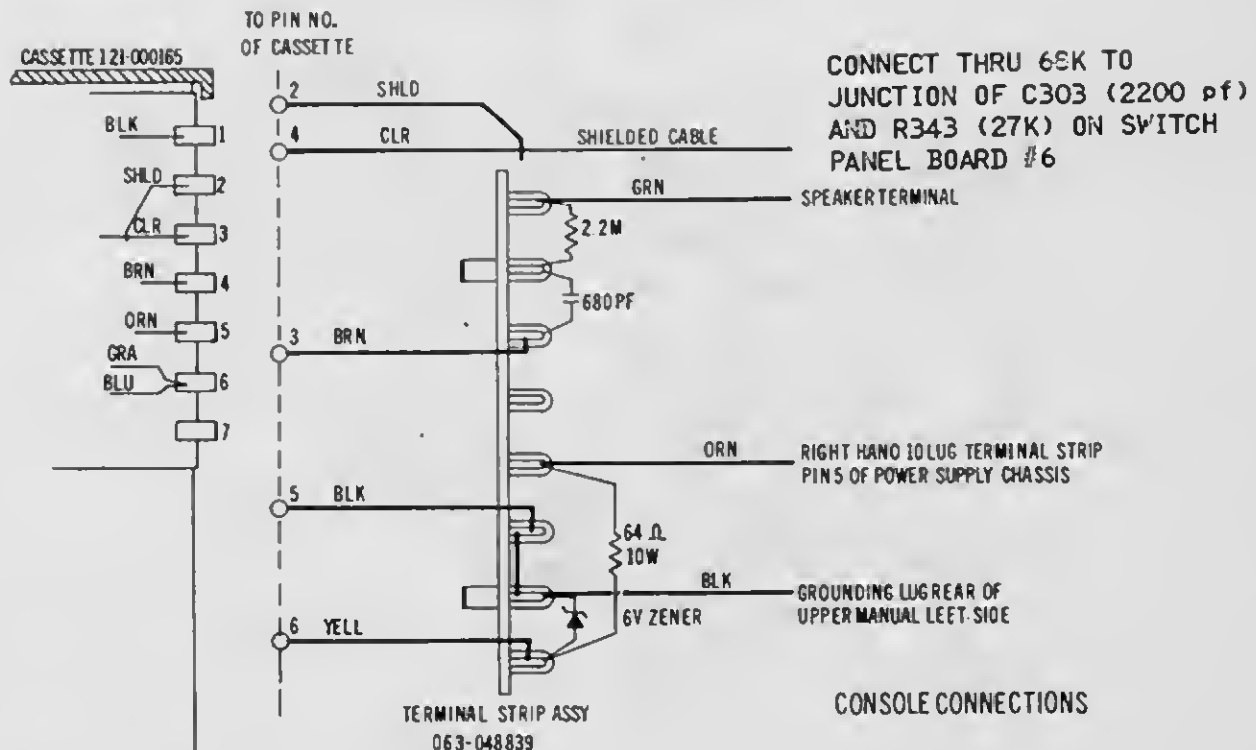 TO PIN NO.
OF CASSETTE
CASSETTE 121-000165
BLK 1
SHLD 2
CLR 3
BRN 4
ORN 5
GRA
BLU 6
7
2 SHLD
4 CLR SHIELDED CABLE
CONNECT THRU 68K TO
JUNCTION OF C303 (2200 pf)
AND R343 (27K) ON SWITCH
PANEL BOARD #6
GRN SPEAKER TERMINAL
2.2M
680PF
3 BRN
ORN RIGHT HAND 10 LUG TERMINAL STRIP
PIN 5 OF POWER SUPPLY CHASSIS
5 BLK
64 Ω
10W
BLK GROUNDING LUG REAR OF
UPPER MANUAL LEFT SIDE
6V ZENER
6 YELL
TERMINAL STRIP ASSY
063-048839
CONSOLE CONNECTIONS